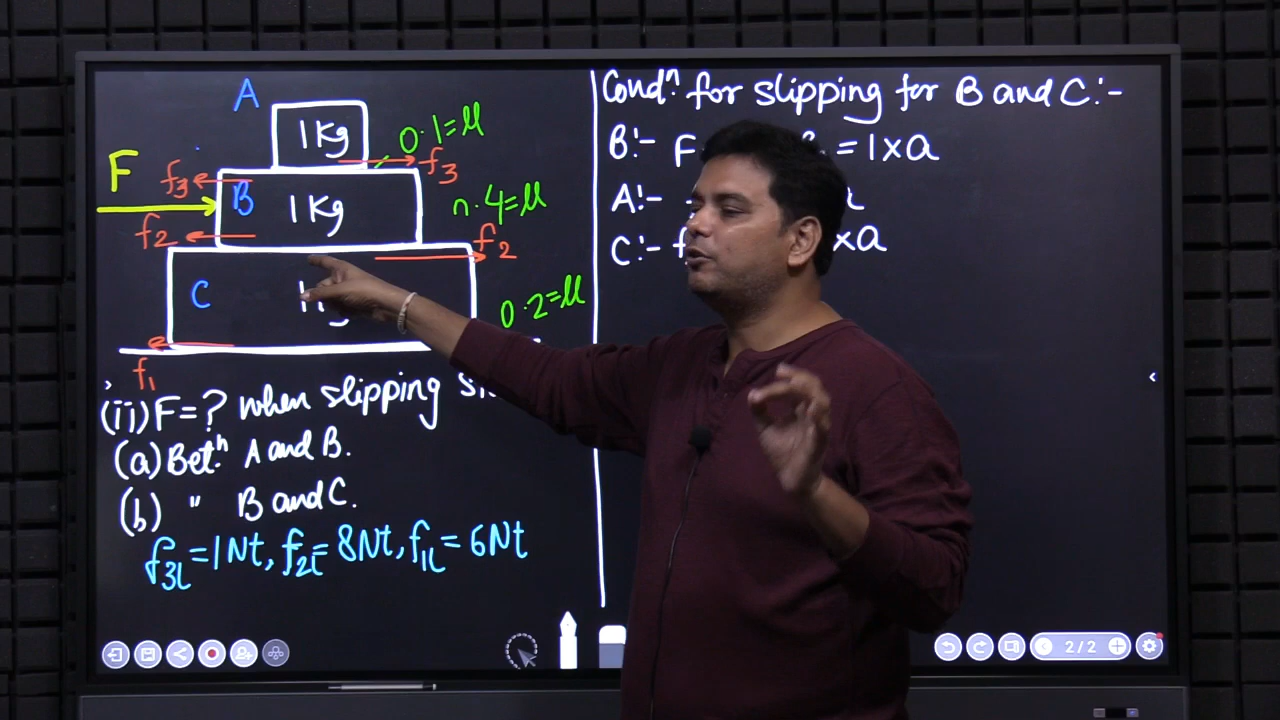 A
1Kg
0.1=μ
f3
F
f3
B
1Kg
0.4=μ
f2
f2
C
0.2=μ
f1
(ii) F=? when slipping
(a) Betⁿ A and B.
(b) " B and C.
f3l=1Nt, f2l=8Nt, f1l=6Nt
Condⁿ for slipping for B and C:-
B:- F = 1×a
A:- a
C:- f ×a
2/2